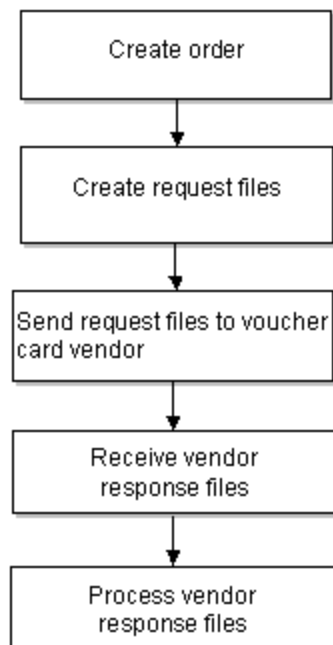 Create order
Create request files
Send request files to voucher
card vendor
Receive vendor
response files
Process vendor
response files